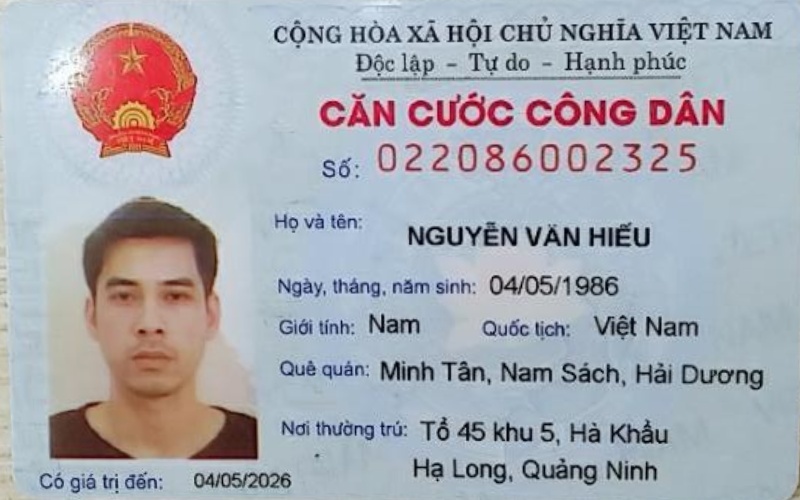 CỘNG HÒA XÃ HỘI CHỦ NGHĨA VIỆT NAM
Độc lập - Tự do - Hạnh phúc
CĂN CƯỚC CÔNG DÂN
Số: 022086002325
Họ và tên: NGUYỄN VĂN HIẾU
Ngày, tháng, năm sinh: 04/05/1986
Giới tính: Nam Quốc tịch: Việt Nam
Quê quán: Minh Tân, Nam Sách, Hải Dương
Nơi thường trú: Tổ 45 khu 5, Hà Khẩu
Hạ Long, Quảng Ninh
Có giá trị đến: 04/05/2026